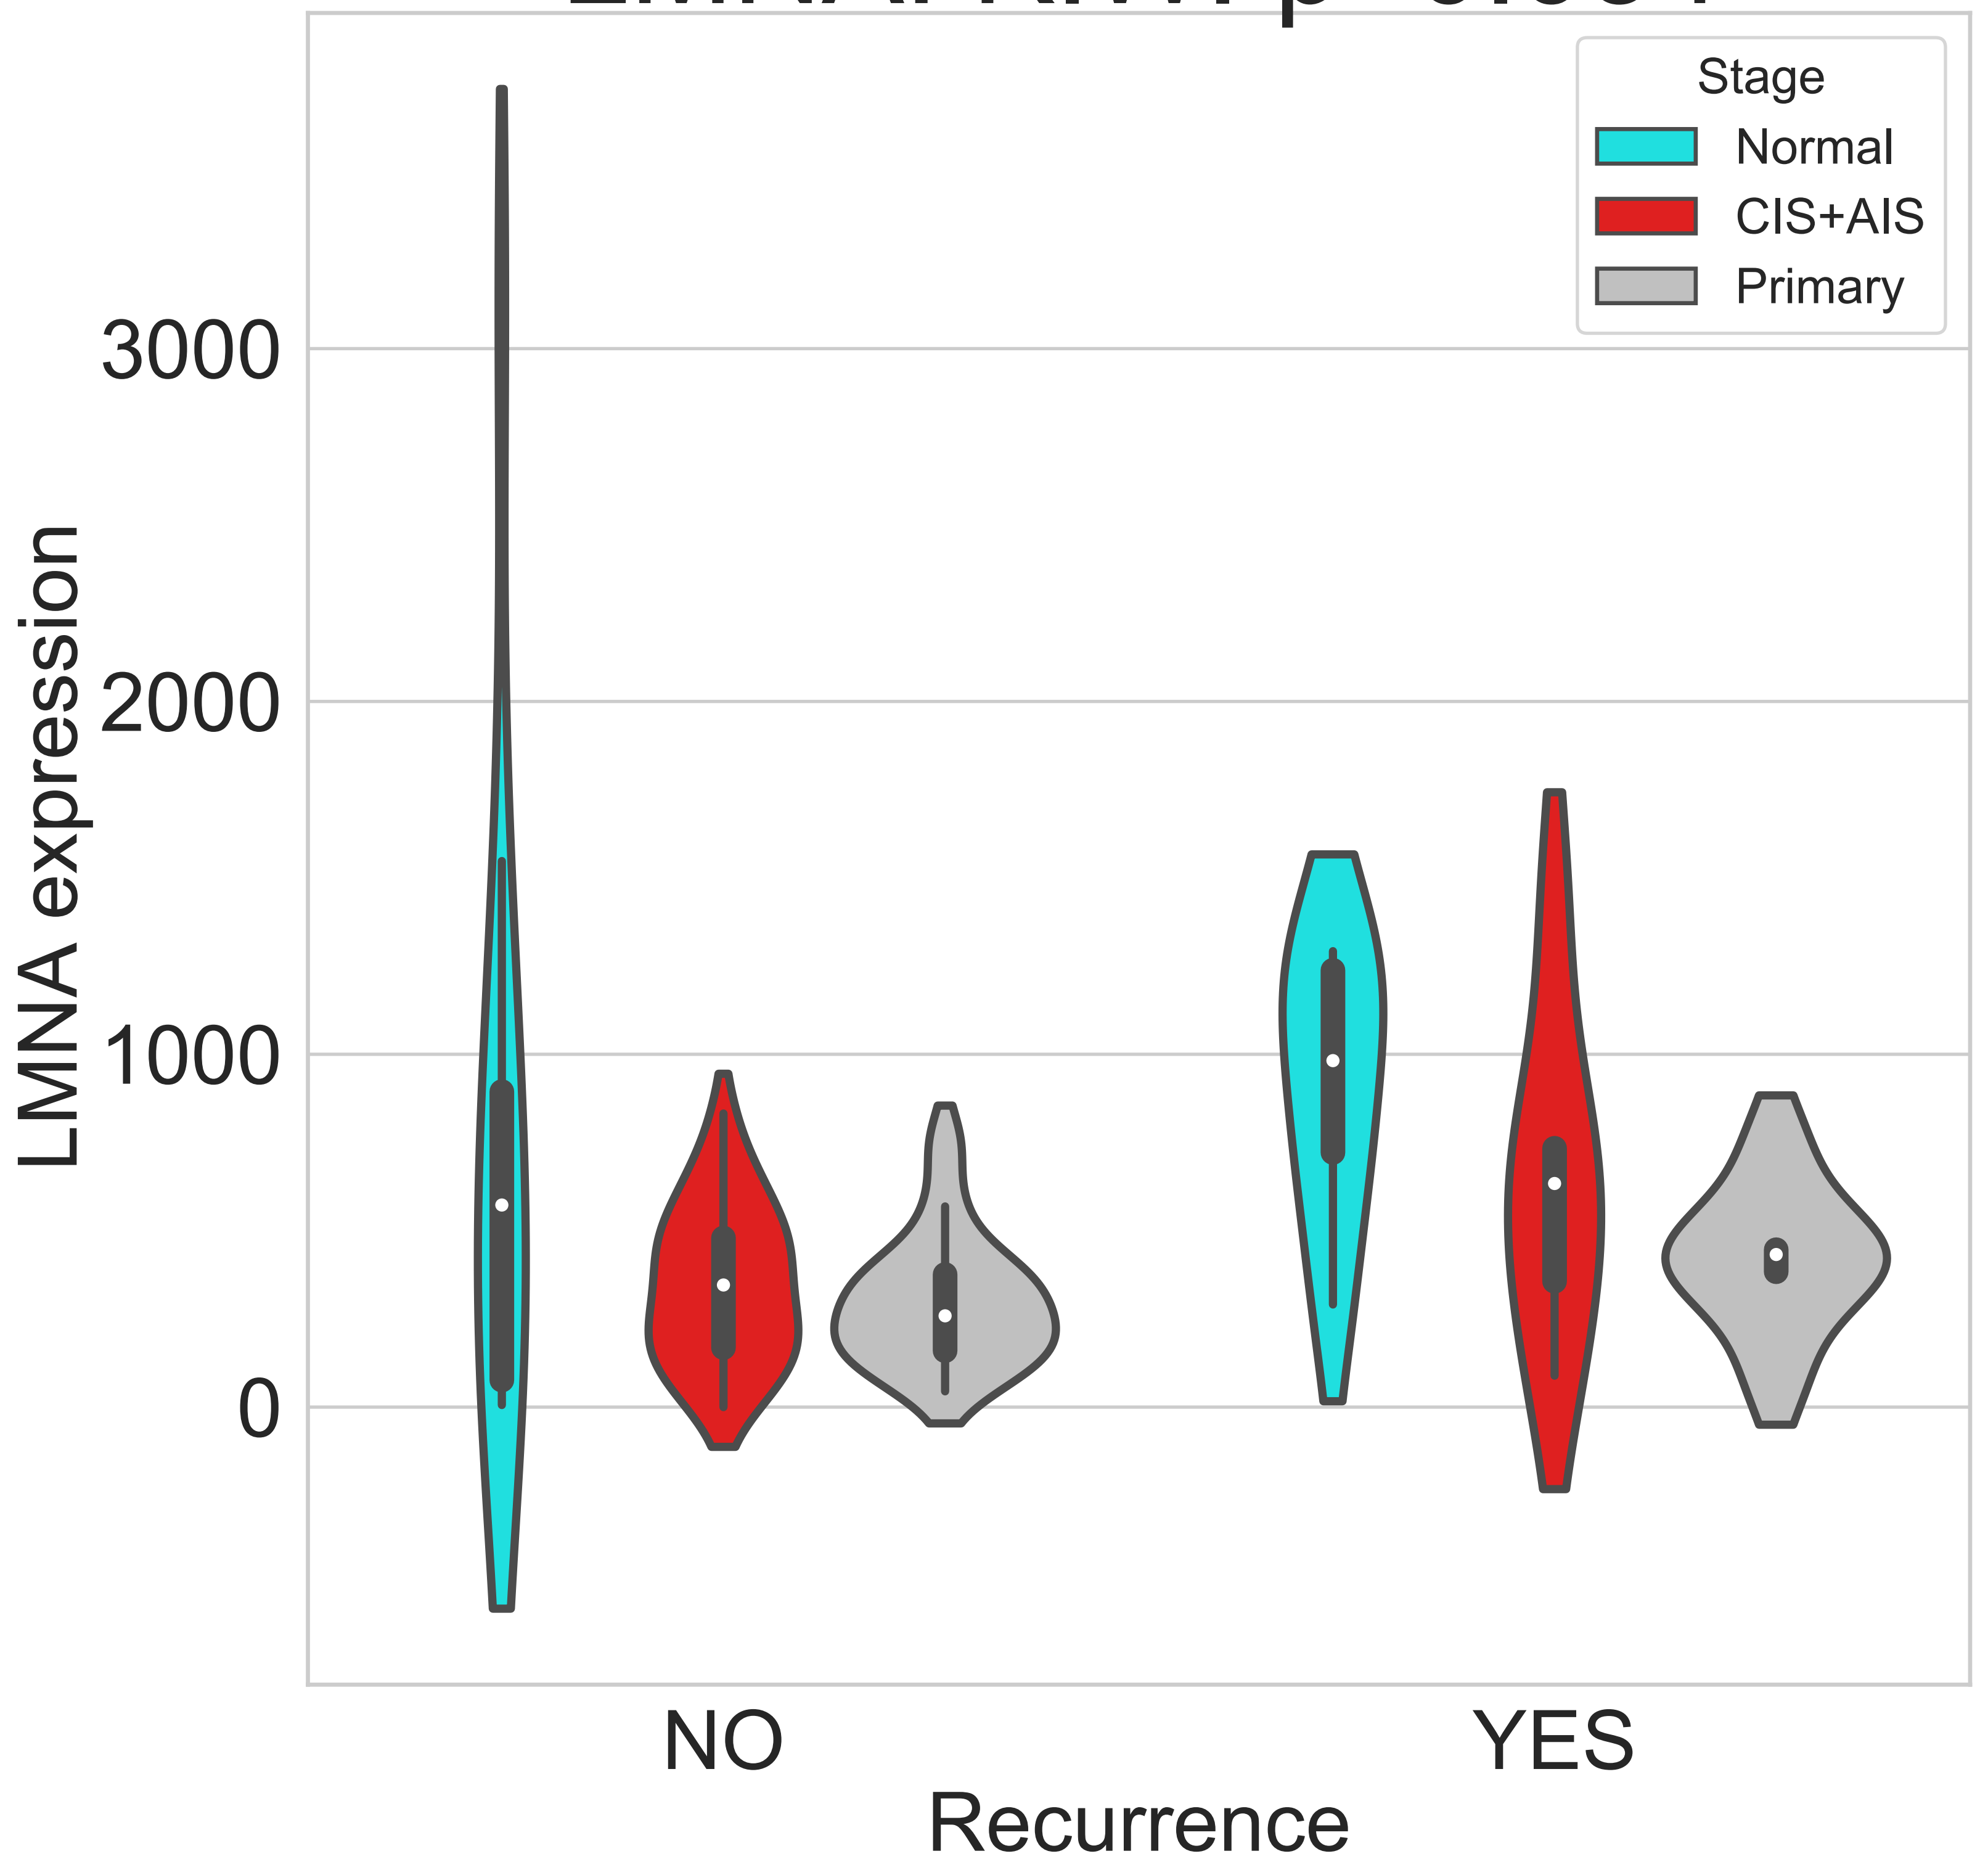 Stage
Normal
CIS+AIS
Primary
3000
2000
1000
0
LMNA expression
NO
YES
Recurrence